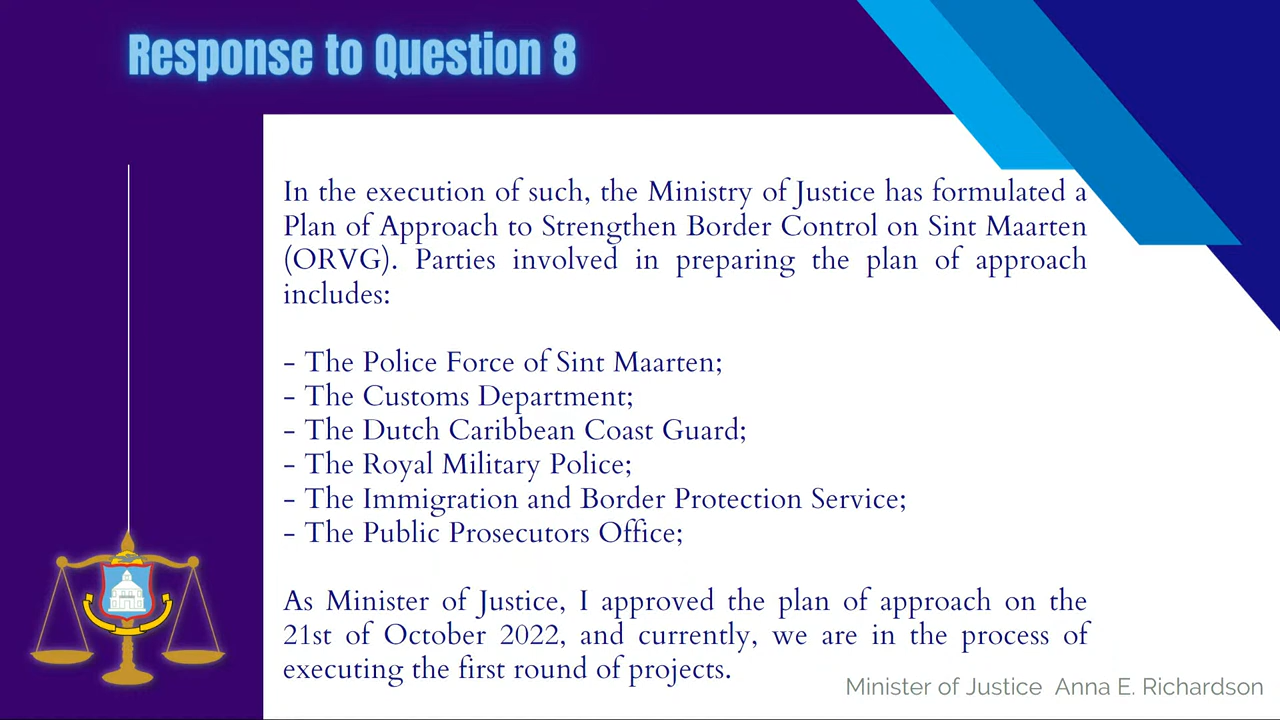 Response to Question 8
In the execution of such, the Ministry of Justice has formulated a
Plan of Approach to Strengthen Border Control on Sint Maarten
(ORVG). Parties involved in preparing the plan of approach
includes:
- The Police Force of Sint Maarten;
- The Customs Department;
- The Dutch Caribbean Coast Guard;
- The Royal Military Police;
- The Immigration and Border Protection Service;
- The Public Prosecutors Office;
As Minister of Justice, I approved the plan of approach on the
21st of October 2022, and currently, we are in the process of
executing the first round of projects.
Minister of Justice Anna E. Richardson